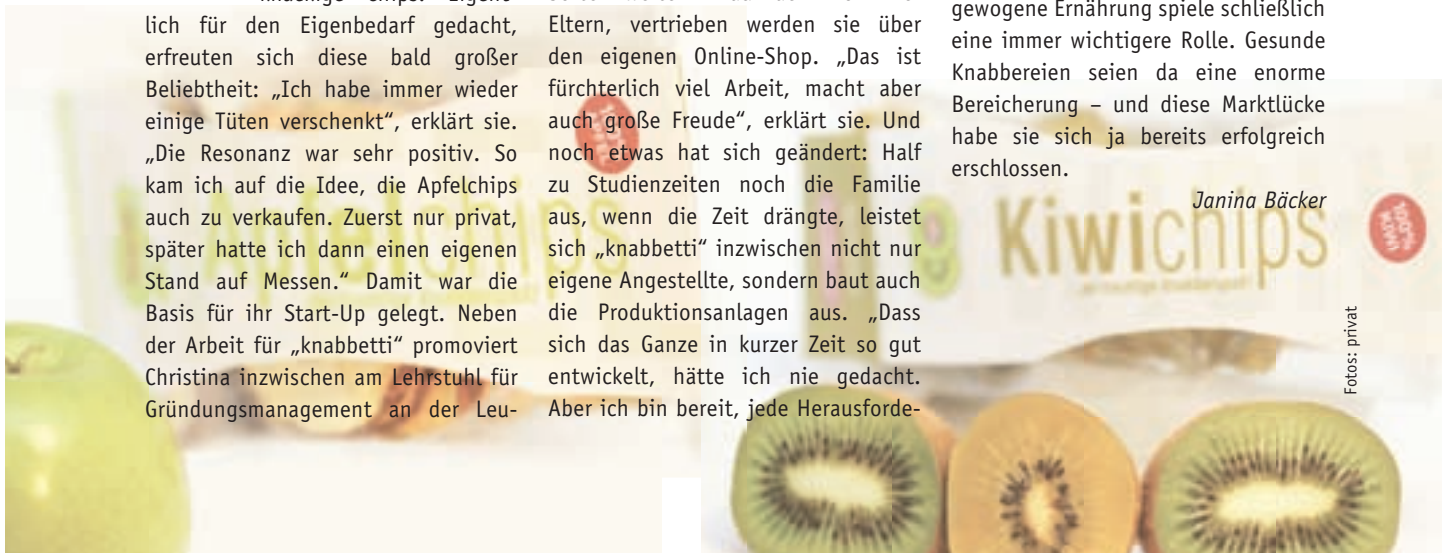 lich für den Eigenbedarf gedacht,
erfreuten sich diese bald großer
Beliebtheit: „Ich habe immer wieder
einige Tüten verschenkt“, erklärt sie.
„Die Resonanz war sehr positiv. So
kam ich auf die Idee, die Apfelchips
auch zu verkaufen. Zuerst nur privat,
später hatte ich dann einen eigenen
Stand auf Messen.“ Damit war die
Basis für ihr Start-Up gelegt. Neben
der Arbeit für „knabbetti“ promoviert
Christina inzwischen am Lehrstuhl für
Gründungsmanagement an der Leu-
Eltern, vertrieben werden sie über
den eigenen Online-Shop. „Das ist
fürchterlich viel Arbeit, macht aber
auch große Freude“, erklärt sie. Und
noch etwas hat sich geändert: Half
zu Studienzeiten noch die Familie
aus, wenn die Zeit drängte, leistet
sich „knabbetti“ inzwischen nicht nur
eigene Angestellte, sondern baut auch
die Produktionsanlagen aus. „Dass
sich das Ganze in kurzer Zeit so gut
entwickelt, hätte ich nie gedacht.
Aber ich bin bereit, jede Herausforde-
gewogene Ernährung spiele schließlich
eine immer wichtigere Rolle. Gesunde
Knabbereien seien da eine enorme
Bereicherung – und diese Marktlücke
habe sie sich ja bereits erfolgreich
erschlossen.
Janina Bäcker
Apfelchips
Kiwichips
Fotos: privat